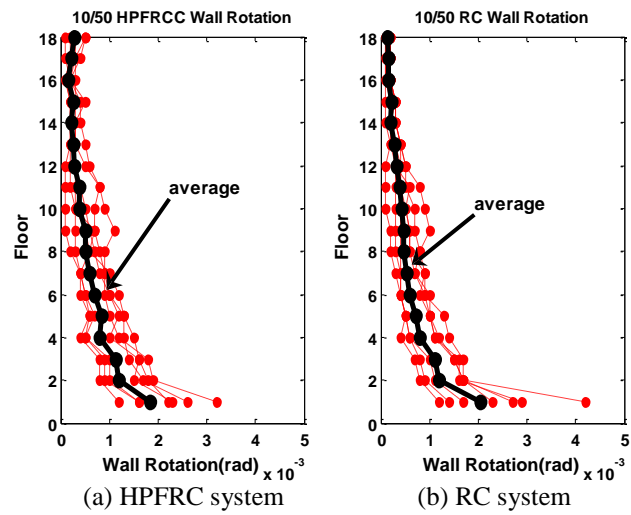 10/50 HPFRCC Wall Rotation
18
16
14
12
10
8
6
4
2
0
Floor
average
0 1 2 3 4 5
Wall Rotation(rad) x 10^-3
(a) HPFRC system
10/50 RC Wall Rotation
18
16
14
12
10
8
6
4
2
0
Floor
average
0 1 2 3 4 5
Wall Rotation(rad) x 10^-3
(b) RC system